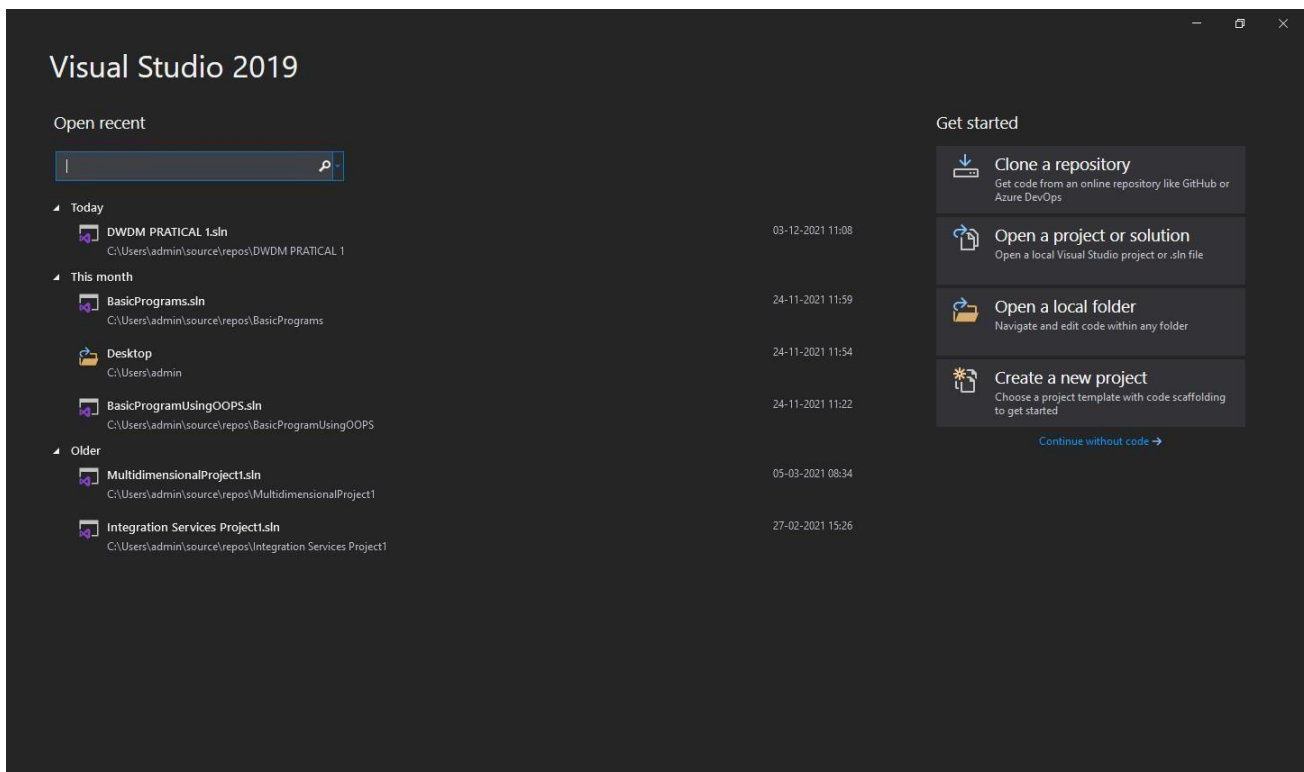 Visual Studio 2019
Open recent
Today
DWDM PRATICAL 1.sln
03-12-2021 11:08
C:\Users\admin\source\repos\DWDM PRATICAL 1
This month
BasicPrograms.sln
24-11-2021 11:59
C:\Users\admin\source\repos\BasicPrograms
Desktop
24-11-2021 11:54
C:\Users\admin
BasicProgramUsingOOPS.sln
24-11-2021 11:22
C:\Users\admin\source\repos\BasicProgramUsingOOPS
Older
MultidimensionalProject1.sln
05-03-2021 08:34
C:\Users\admin\source\repos\MultidimensionalProject1
Integration Services Project1.sln
27-02-2021 15:26
C:\Users\admin\source\repos\Integration Services Project1
Get started
Clone a repository
Get code from an online repository like GitHub or
Azure DevOps
Open a project or solution
Open a local Visual Studio project or .sln file
Open a local folder
Navigate and edit code within any folder
Create a new project
Choose a project template with code scaffolding
to get started
Continue without code →